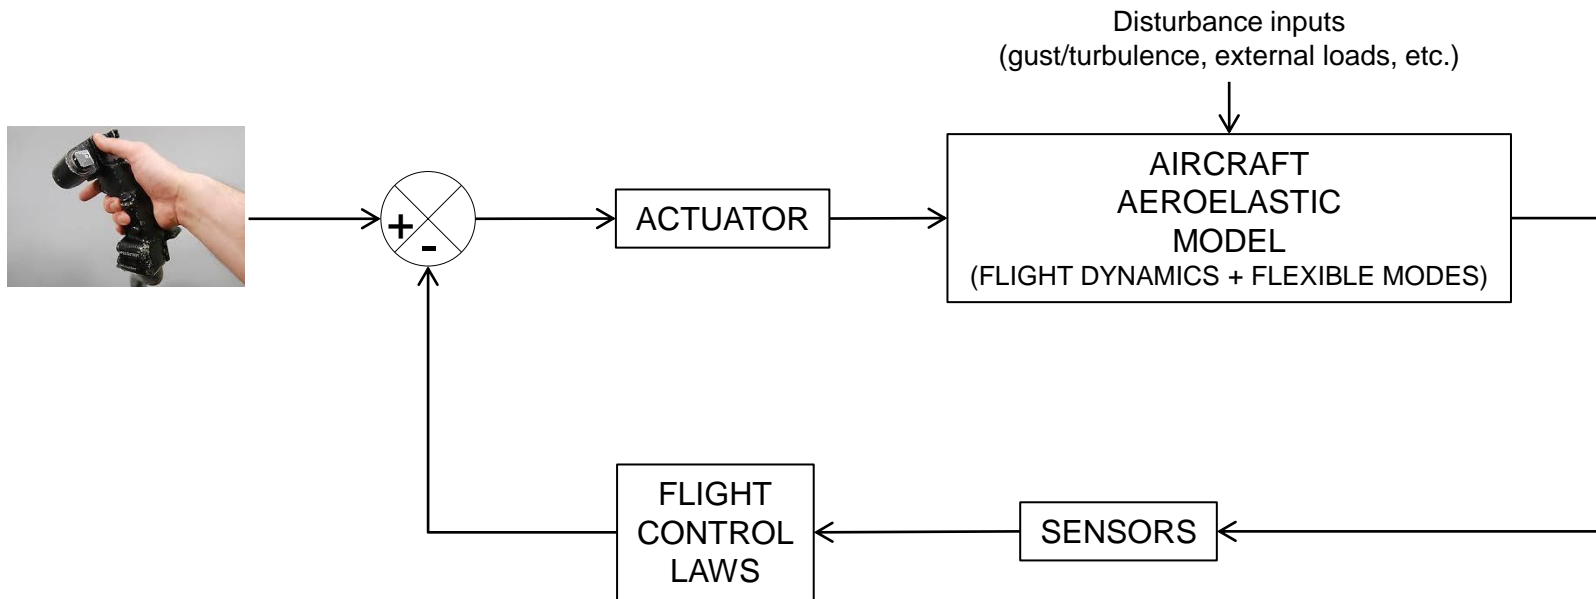 Disturbance inputs
(gust/turbulence, external loads, etc.)
+
-
ACTUATOR
AIRCRAFT
AEROELASTIC
MODEL
(FLIGHT DYNAMICS + FLEXIBLE MODES)
FLIGHT
CONTROL
LAWS
SENSORS